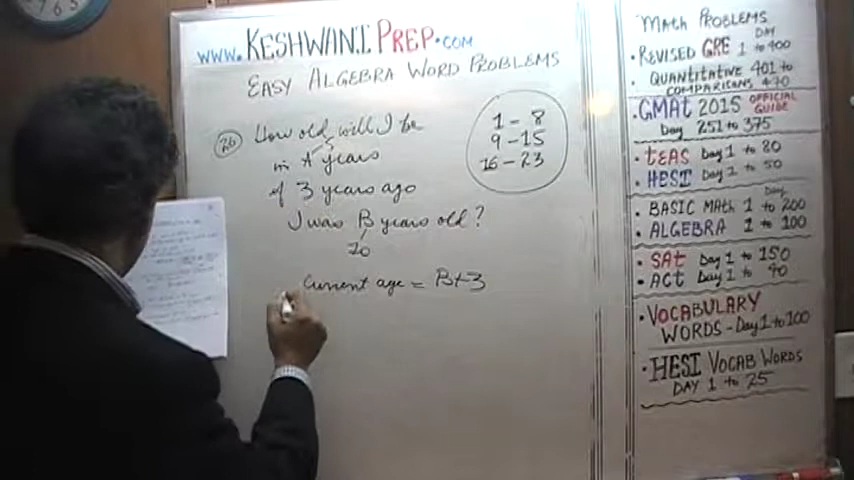 www.KESHWANIPREP.COM
EASY ALGEBRA WORD PROBLEMS
26 How old will I be
5
in A years
if 3 years ago
I was B years old?
20
Current age = B+3
1 - 8
9 - 15
16 - 23
MATH PROBLEMS
DAY
• REVISED GRE 1 to 400
• QUANTITATIVE 401 to
COMPARISONS 420
GMAT 2015 OFFICIAL GUIDE
Day 251 to 375
• TEAS Day 1 to 80
• HESI Day 1 to 50
Day
• BASIC MATH 1 to 200
• ALGEBRA 1 to 100
• SAT Day 1 to 150
• ACT Day 1 to 90
• VOCABULARY
WORDS - Day 1 to 100
• HESI VOCAB WORDS
DAY 1 to 25